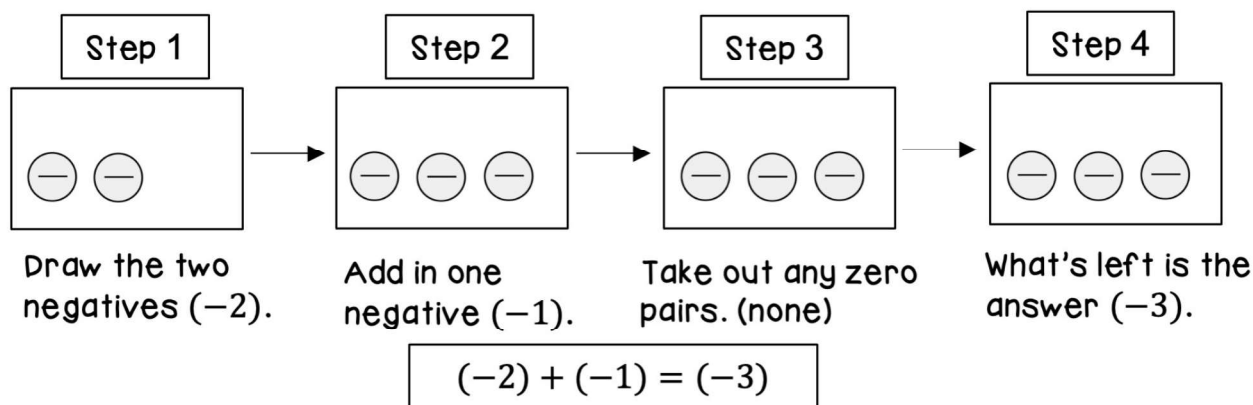 Step 1
Step 2
Step 3
Step 4
Draw the two
negatives (−2).
Add in one
negative (−1).
Take out any zero
pairs. (none)
What's left is the
answer (−3).
(−2) + (−1) = (−3)